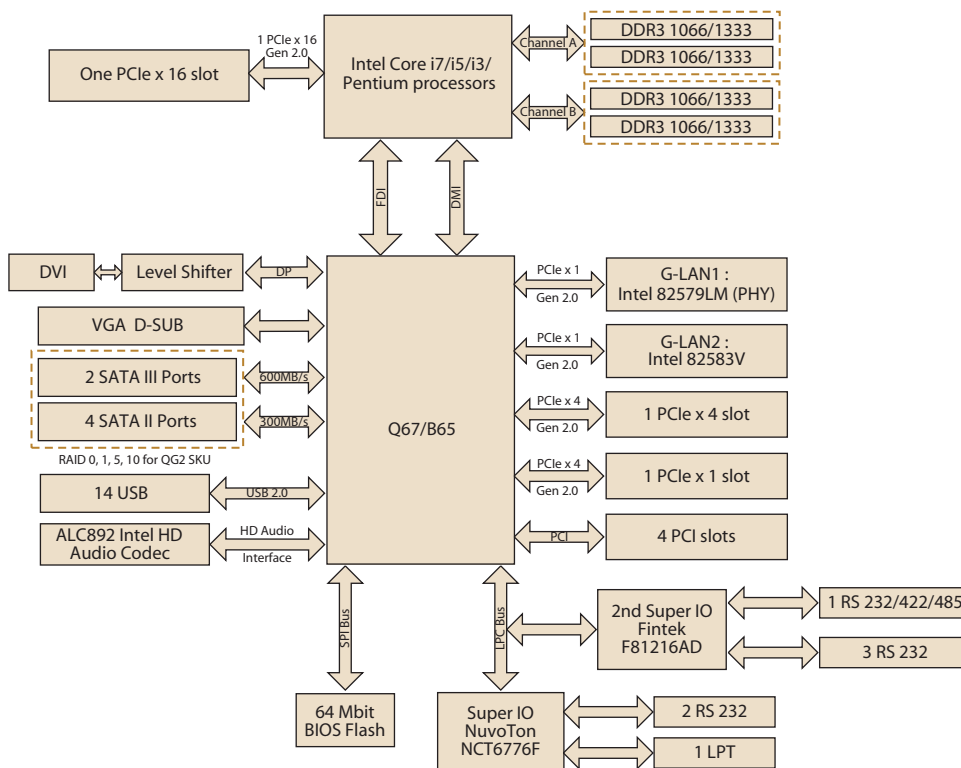 1 PCIe x 16
Gen 2.0
One PCIe x 16 slot
Intel Core i7/i5/i3/
Pentium processors
Channel A
DDR3 1066/1333
DDR3 1066/1333
Channel B
DDR3 1066/1333
DDR3 1066/1333
FDI
DMI
DVI
Level Shifter
DP
VGA D-SUB
2 SATA III Ports
600MB/s
4 SATA II Ports
300MB/s
RAID 0, 1, 5, 10 for QG2 SKU
14 USB
USB 2.0
ALC892 Intel HD
Audio Codec
HD Audio
Interface
Q67/B65
PCIe x 1
Gen 2.0
G-LAN1 :
Intel 82579LM (PHY)
PCIe x 1
Gen 2.0
G-LAN2 :
Intel 82583V
PCIe x 4
Gen 2.0
1 PCIe x 4 slot
PCIe x 4
Gen 2.0
1 PCIe x 1 slot
PCI
4 PCI slots
SPI Bus
LPC Bus
2nd Super IO
Fintek
F81216AD
1 RS 232/422/485
3 RS 232
64 Mbit
BIOS Flash
Super IO
NuvoTon
NCT6776F
2 RS 232
1 LPT